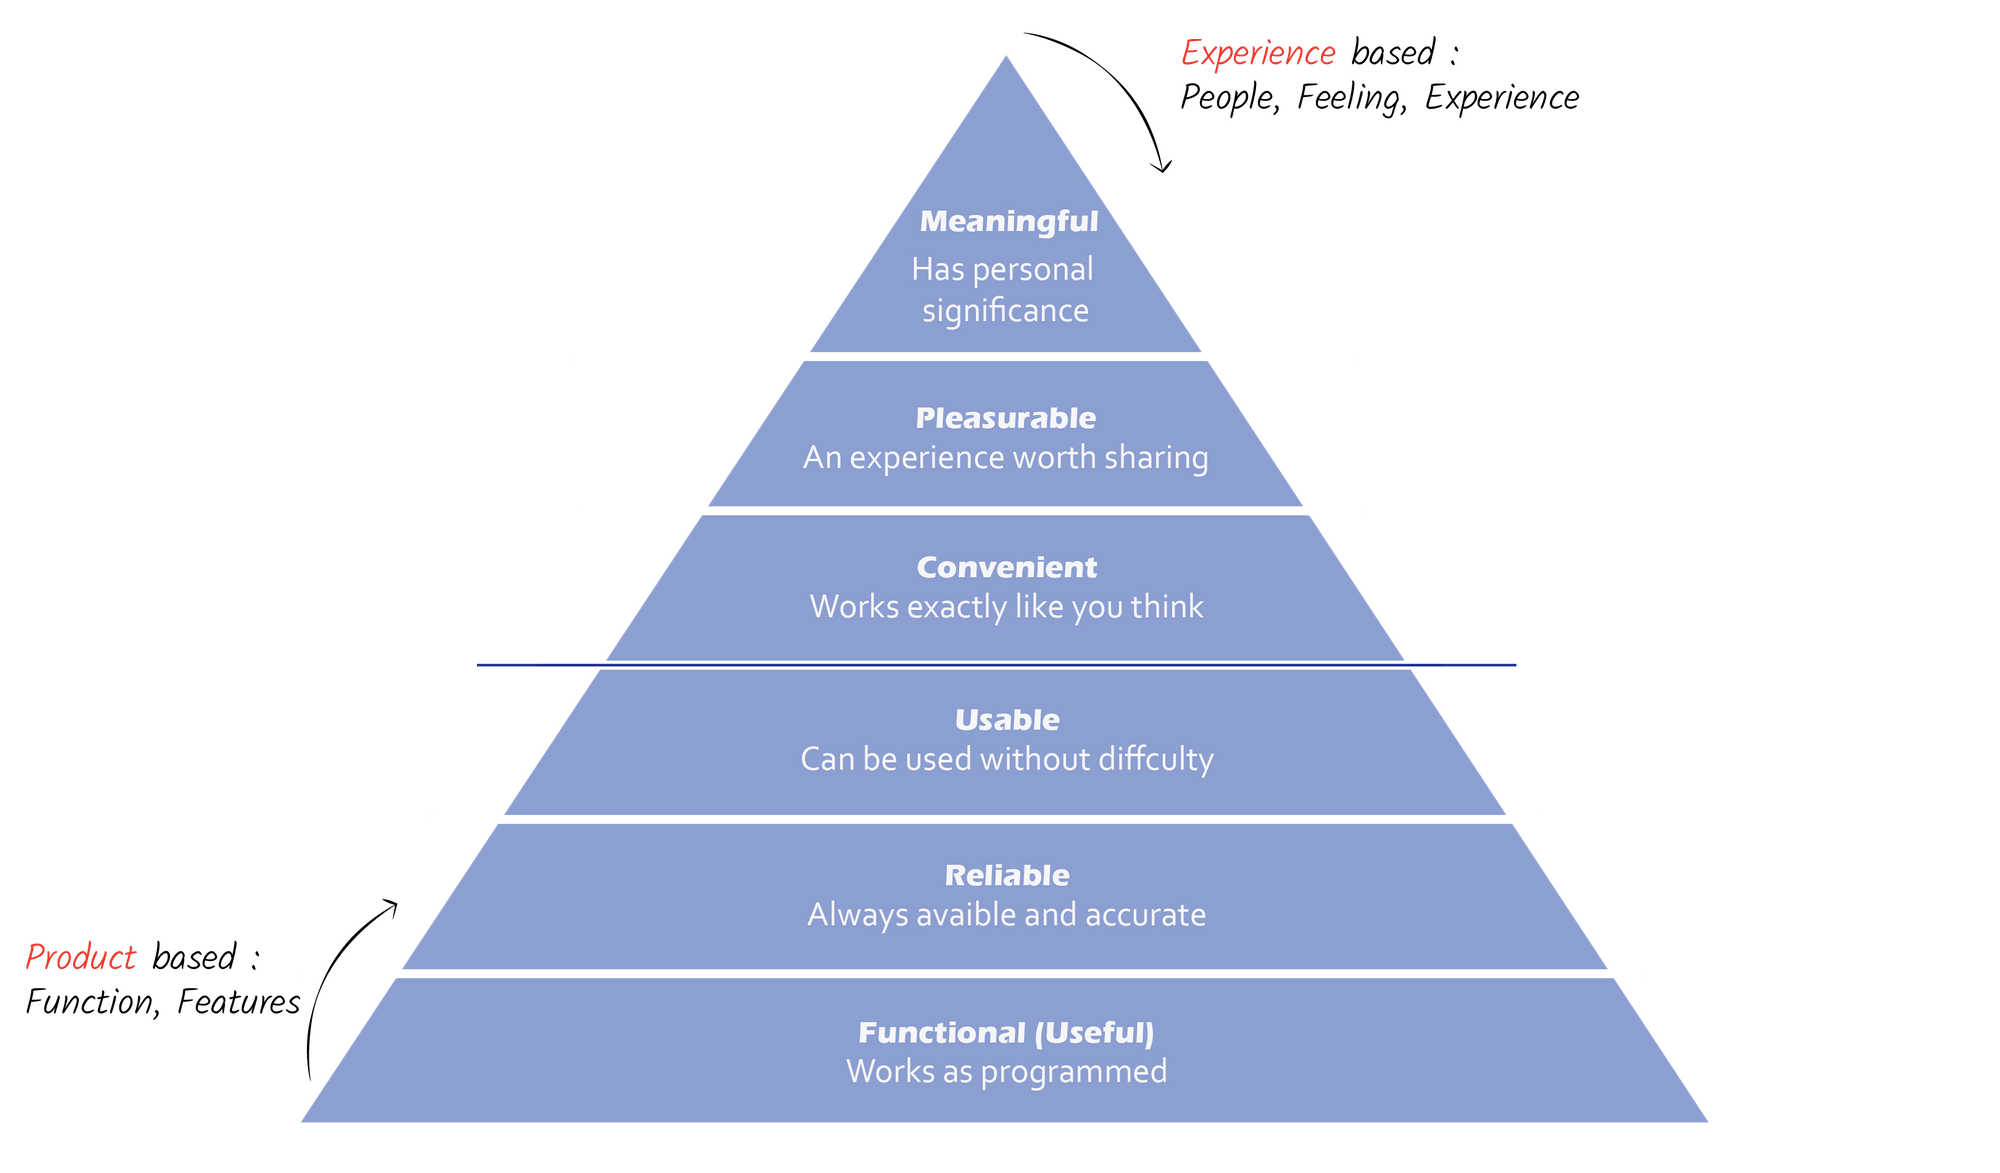 Experience based :
People, Feeling, Experience
Meaningful
Has personal
significance
Pleasurable
An experience worth sharing
Convenient
Works exactly like you think
Usable
Can be used without diffculty
Reliable
Always avaible and accurate
Product based :
Function, Features
Functional (Useful)
Works as programmed